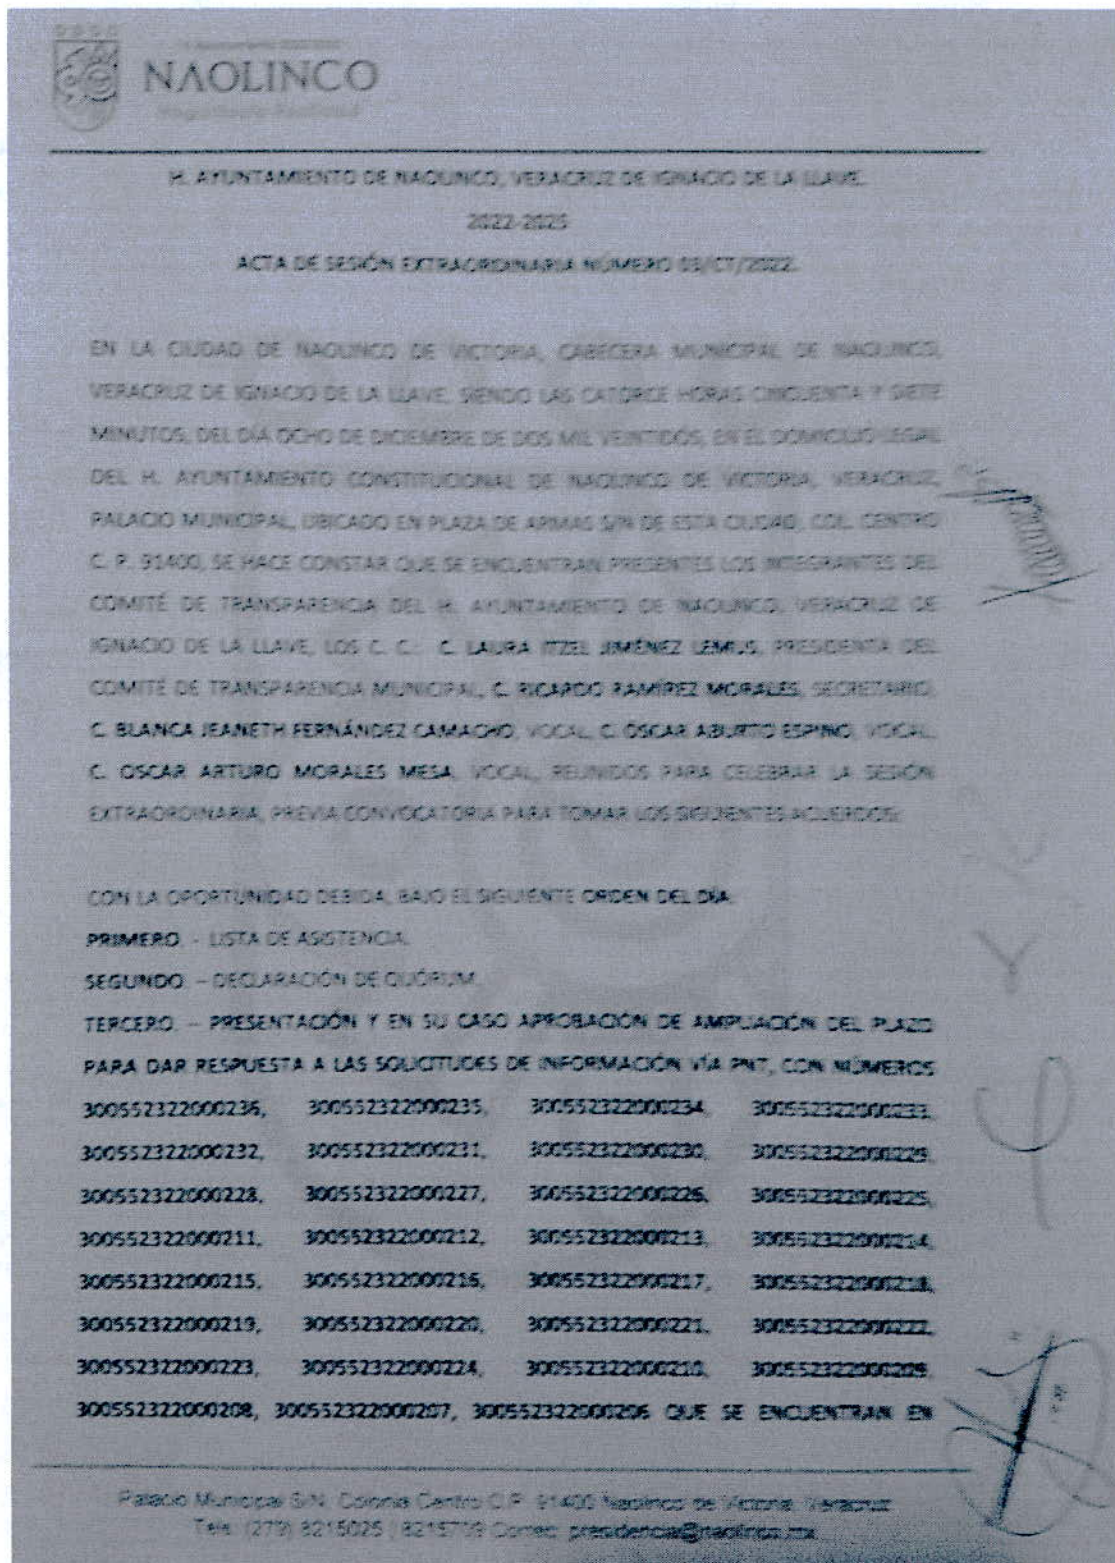 NAOLINCO
H. AYUNTAMIENTO DE NAOLINCO, VERACRUZ DE IGNACIO DE LA LLAVE.
2022-2025
ACTA DE SESIÓN EXTRAORDINARIA NÚMERO 03/CT/2022.
EN LA CIUDAD DE NAOLINCO DE VICTORIA, CABECERA MUNICIPAL DE NAOLINCO,
VERACRUZ DE IGNACIO DE LA LLAVE, SIENDO LAS CATORCE HORAS CINCUENTA Y SIETE
MINUTOS, DEL DÍA OCHO DE DICIEMBRE DE DOS MIL VEINTIDÓS, EN EL DOMICILIO LEGAL
DEL H. AYUNTAMIENTO CONSTITUCIONAL DE NAOLINCO DE VICTORIA, VERACRUZ,
PALACIO MUNICIPAL, UBICADO EN PLAZA DE ARMAS S/N DE ESTA CIUDAD, COL. CENTRO
C. P. 91400, SE HACE CONSTAR QUE SE ENCUENTRAN PRESENTES LOS INTEGRANTES DEL
COMITÉ DE TRANSPARENCIA DEL H. AYUNTAMIENTO DE NAOLINCO, VERACRUZ DE
IGNACIO DE LA LLAVE, LOS C. C.: C. LAURA ITZEL JIMÉNEZ LEMUS, PRESIDENTA DEL
COMITÉ DE TRANSPARENCIA MUNICIPAL, C. RICARDO RAMÍREZ MORALES, SECRETARIO,
C. BLANCA JEANETH FERNÁNDEZ CAMACHO, VOCAL, C. ÓSCAR ABURTO ESPINO, VOCAL,
C. OSCAR ARTURO MORALES MESA, VOCAL, REUNIDOS PARA CELEBRAR LA SESIÓN
EXTRAORDINARIA, PREVIA CONVOCATORIA PARA TOMAR LOS SIGUIENTES ACUERDOS:
CON LA OPORTUNIDAD DEBIDA, BAJO EL SIGUIENTE ORDEN DEL DÍA.
PRIMERO. - LISTA DE ASISTENCIA.
SEGUNDO. – DECLARACIÓN DE QUÓRUM.
TERCERO. – PRESENTACIÓN Y EN SU CASO APROBACIÓN DE AMPLIACIÓN DEL PLAZO
PARA DAR RESPUESTA A LAS SOLICITUDES DE INFORMACIÓN VÍA PNT, CON NÚMEROS
300552322000236, 300552322000235, 300552322000234, 300552322000233,
300552322000232, 300552322000231, 300552322000230, 300552322000229,
300552322000228, 300552322000227, 300552322000226, 300552322000225,
300552322000211, 300552322000212, 300552322000213, 300552322000214,
300552322000215, 300552322000216, 300552322000217, 300552322000218,
300552322000219, 300552322000220, 300552322000221, 300552322000222,
300552322000223, 300552322000224, 300552322000210, 300552322000209,
300552322000208, 300552322000207, 300552322000206 QUE SE ENCUENTRAN EN
Palacio Municipal S/N, Colonia Centro C.P. 91400 Naolinco de Victoria, Veracruz
Tels: (279) 8215025 | 8215709 Correo: presidencia@naolinco.mx